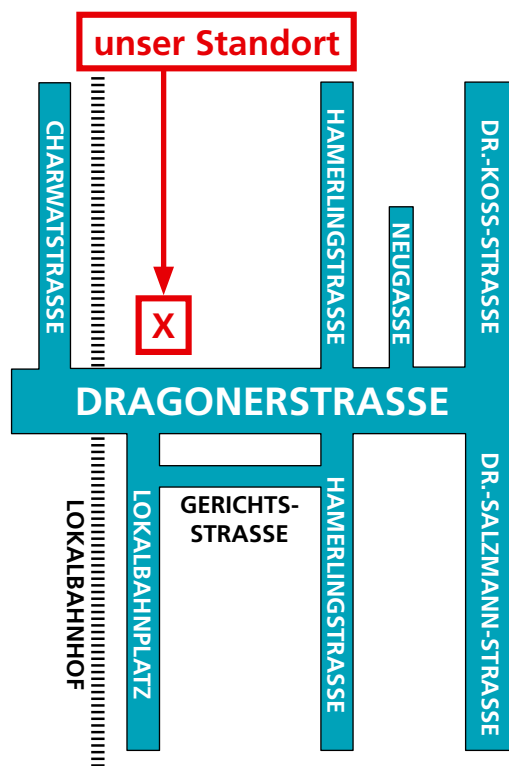 unser Standort
CHARWATSTRASSE
HAMERLINGSTRASSE
NEUGASSE
DR.-KOSS-STRASSE
X
DRAGONERSTRASSE
LOKALBAHNHOF
LOKALBAHNPLATZ
GERICHTS-
STRASSE
HAMERLINGSTRASSE
DR.-SALZMANN-STRASSE